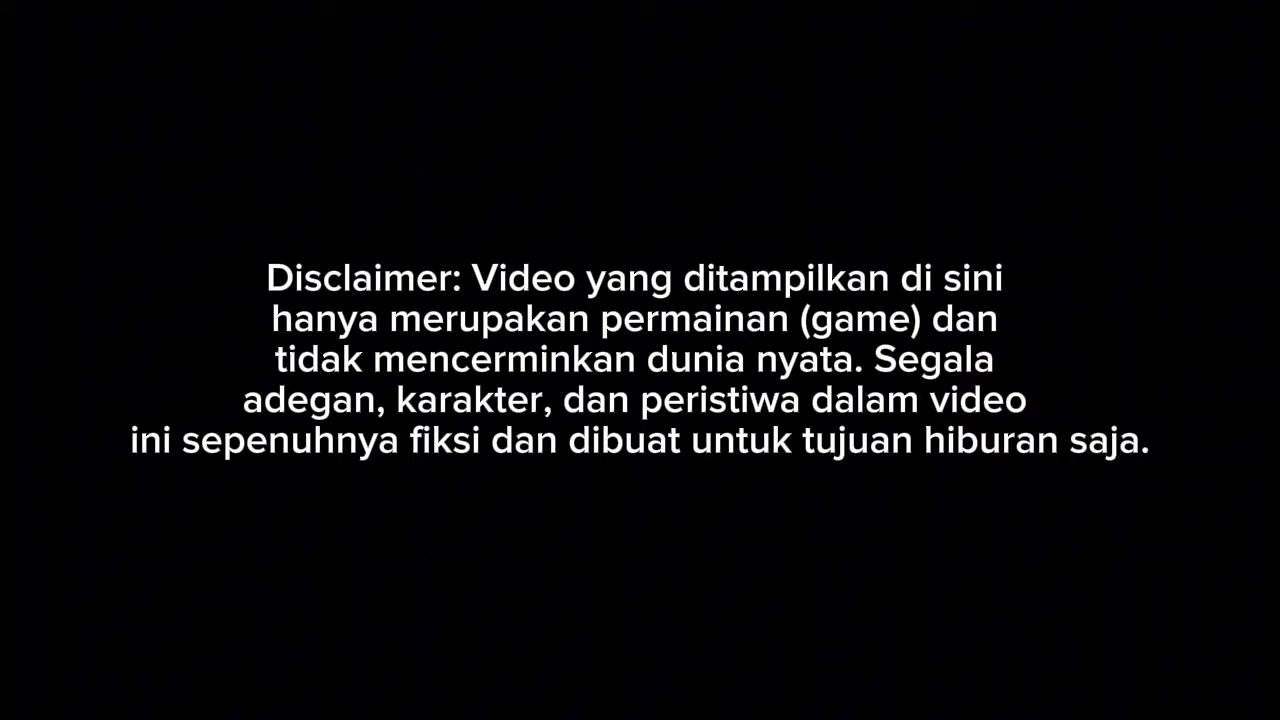 Disclaimer: Video yang ditampilkan di sini
hanya merupakan permainan (game) dan
tidak mencerminkan dunia nyata. Segala
adegan, karakter, dan peristiwa dalam video
ini sepenuhnya fiksi dan dibuat untuk tujuan hiburan saja.